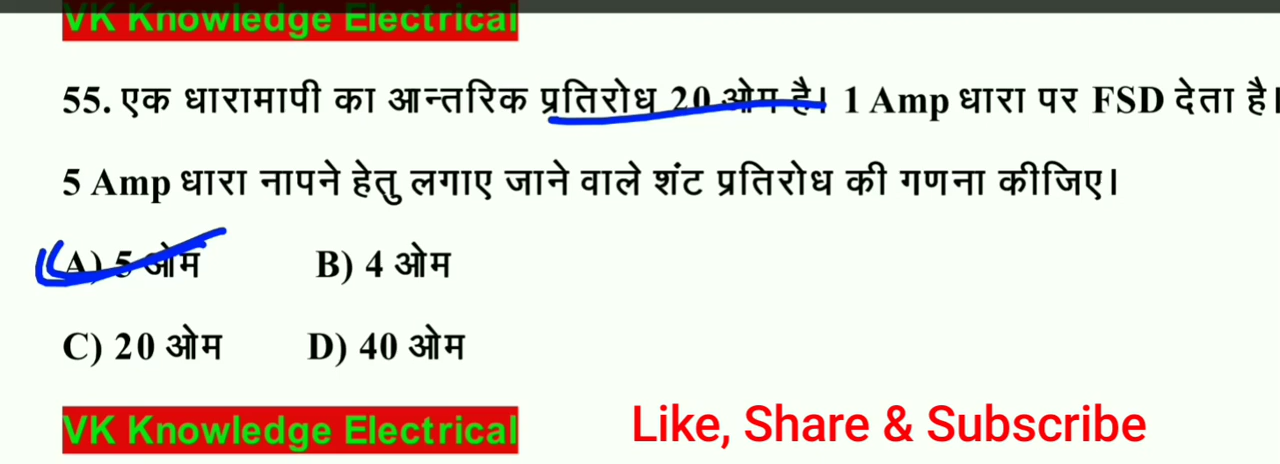 VK Knowledge Electrical
55. एक धारामापी का आन्तरिक प्रतिरोध 20 ओम है। 1 Amp धारा पर FSD देता है।
5 Amp धारा नापने हेतु लगाए जाने वाले शंट प्रतिरोध की गणना कीजिए।
A) 5 ओम B) 4 ओम
C) 20 ओम D) 40 ओम
VK Knowledge Electrical Like, Share & Subscribe